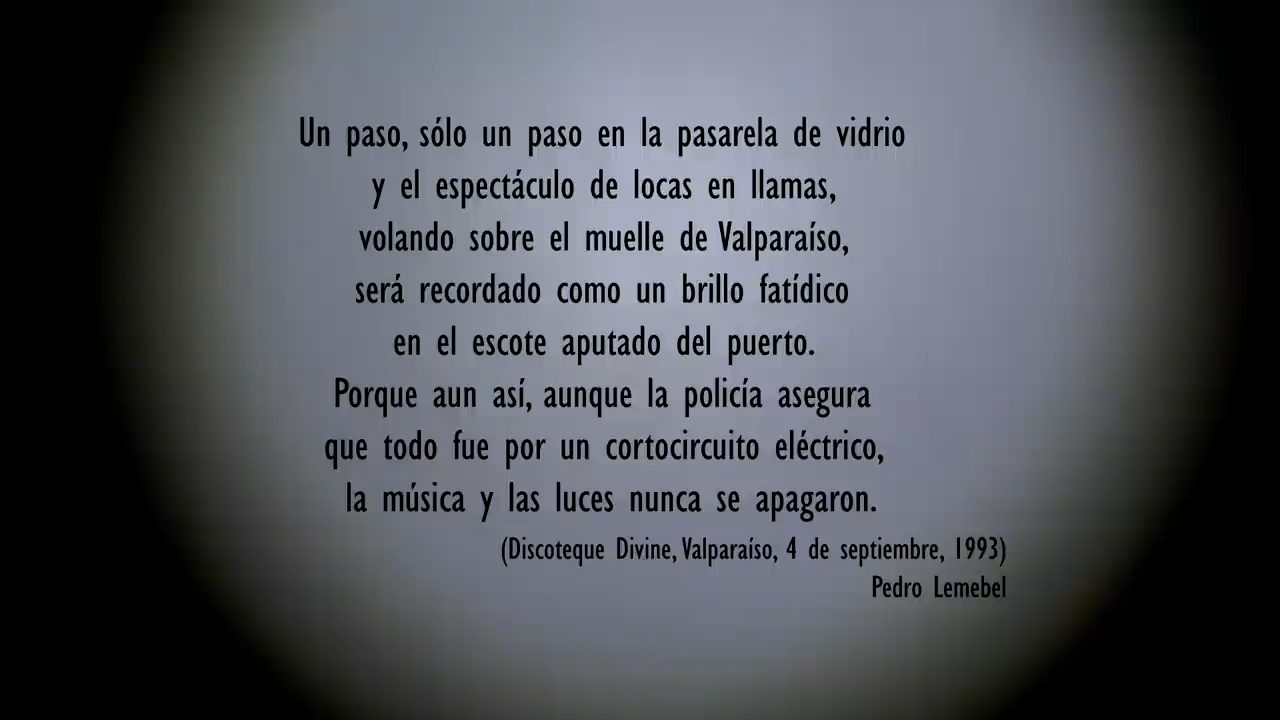 Un paso, sólo un paso en la pasarela de vidrio
y el espectáculo de locas en llamas,
volando sobre el muelle de Valparaíso,
será recordado como un brillo fatídico
en el escote aputado del puerto.
Porque aun así, aunque la policía asegura
que todo fue por un cortocircuito eléctrico,
la música y las luces nunca se apagaron.
(Discoteque Divine, Valparaíso, 4 de septiembre, 1993)
Pedro Lemebel